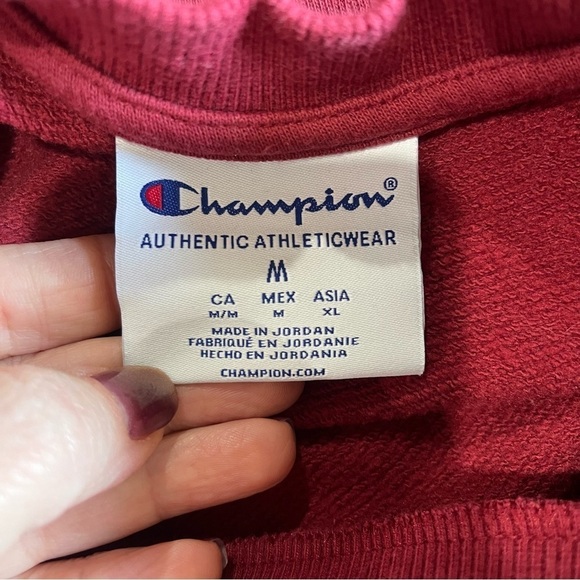 Champion®
AUTHENTIC ATHLETICWEAR
M
CA MEX ASIA
M/M M XL
MADE IN JORDAN
FABRIQUÉ EN JORDANIE
HECHO EN JORDANIA
CHAMPION.COM